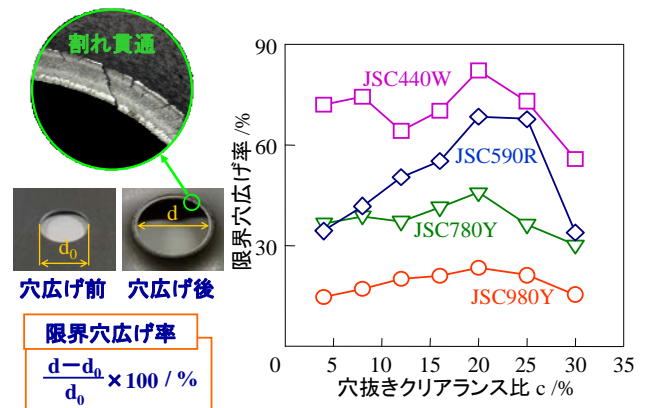 割れ貫通
d₀
d
穴広げ前 穴広げ後
限界穴広げ率
d－d₀
d₀
×100 / %
限界穴広げ率 /%
90
60
30
0
JSC440W
JSC590R
JSC780Y
JSC980Y
5 10 15 20 25 30 35
穴抜きクリアランス比 c /%